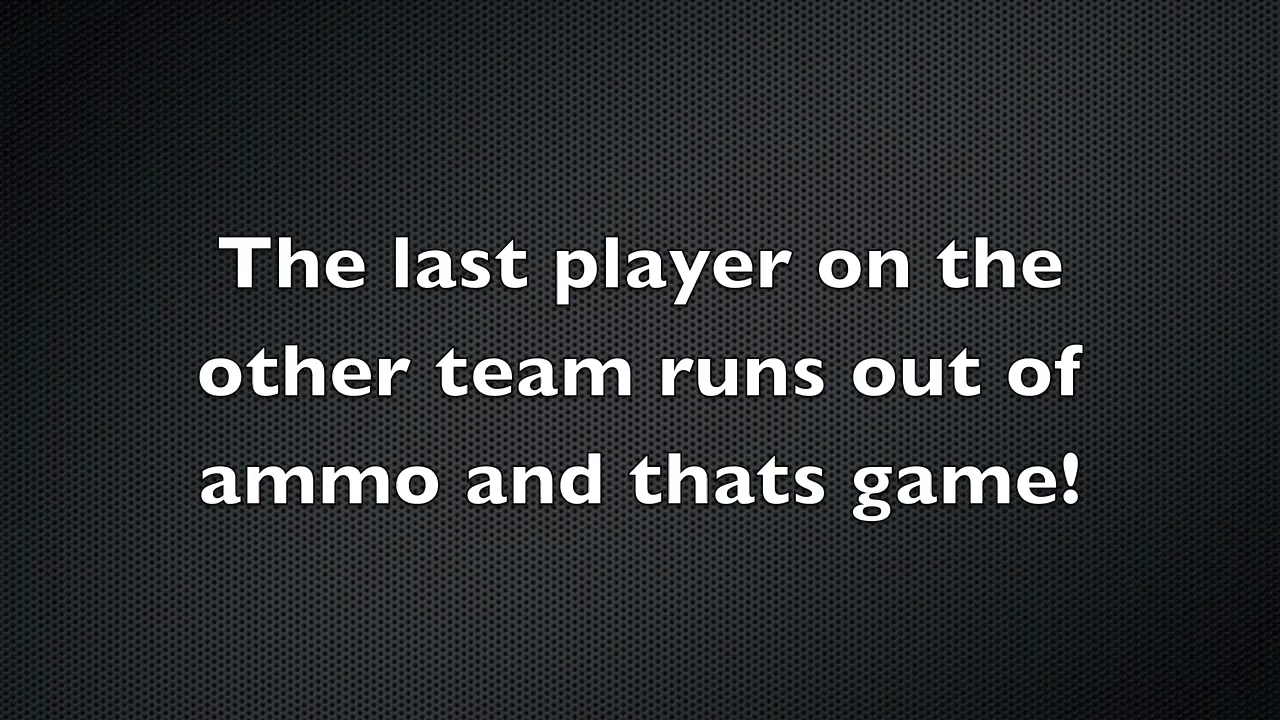 The last player on the
other team runs out of
ammo and thats game!